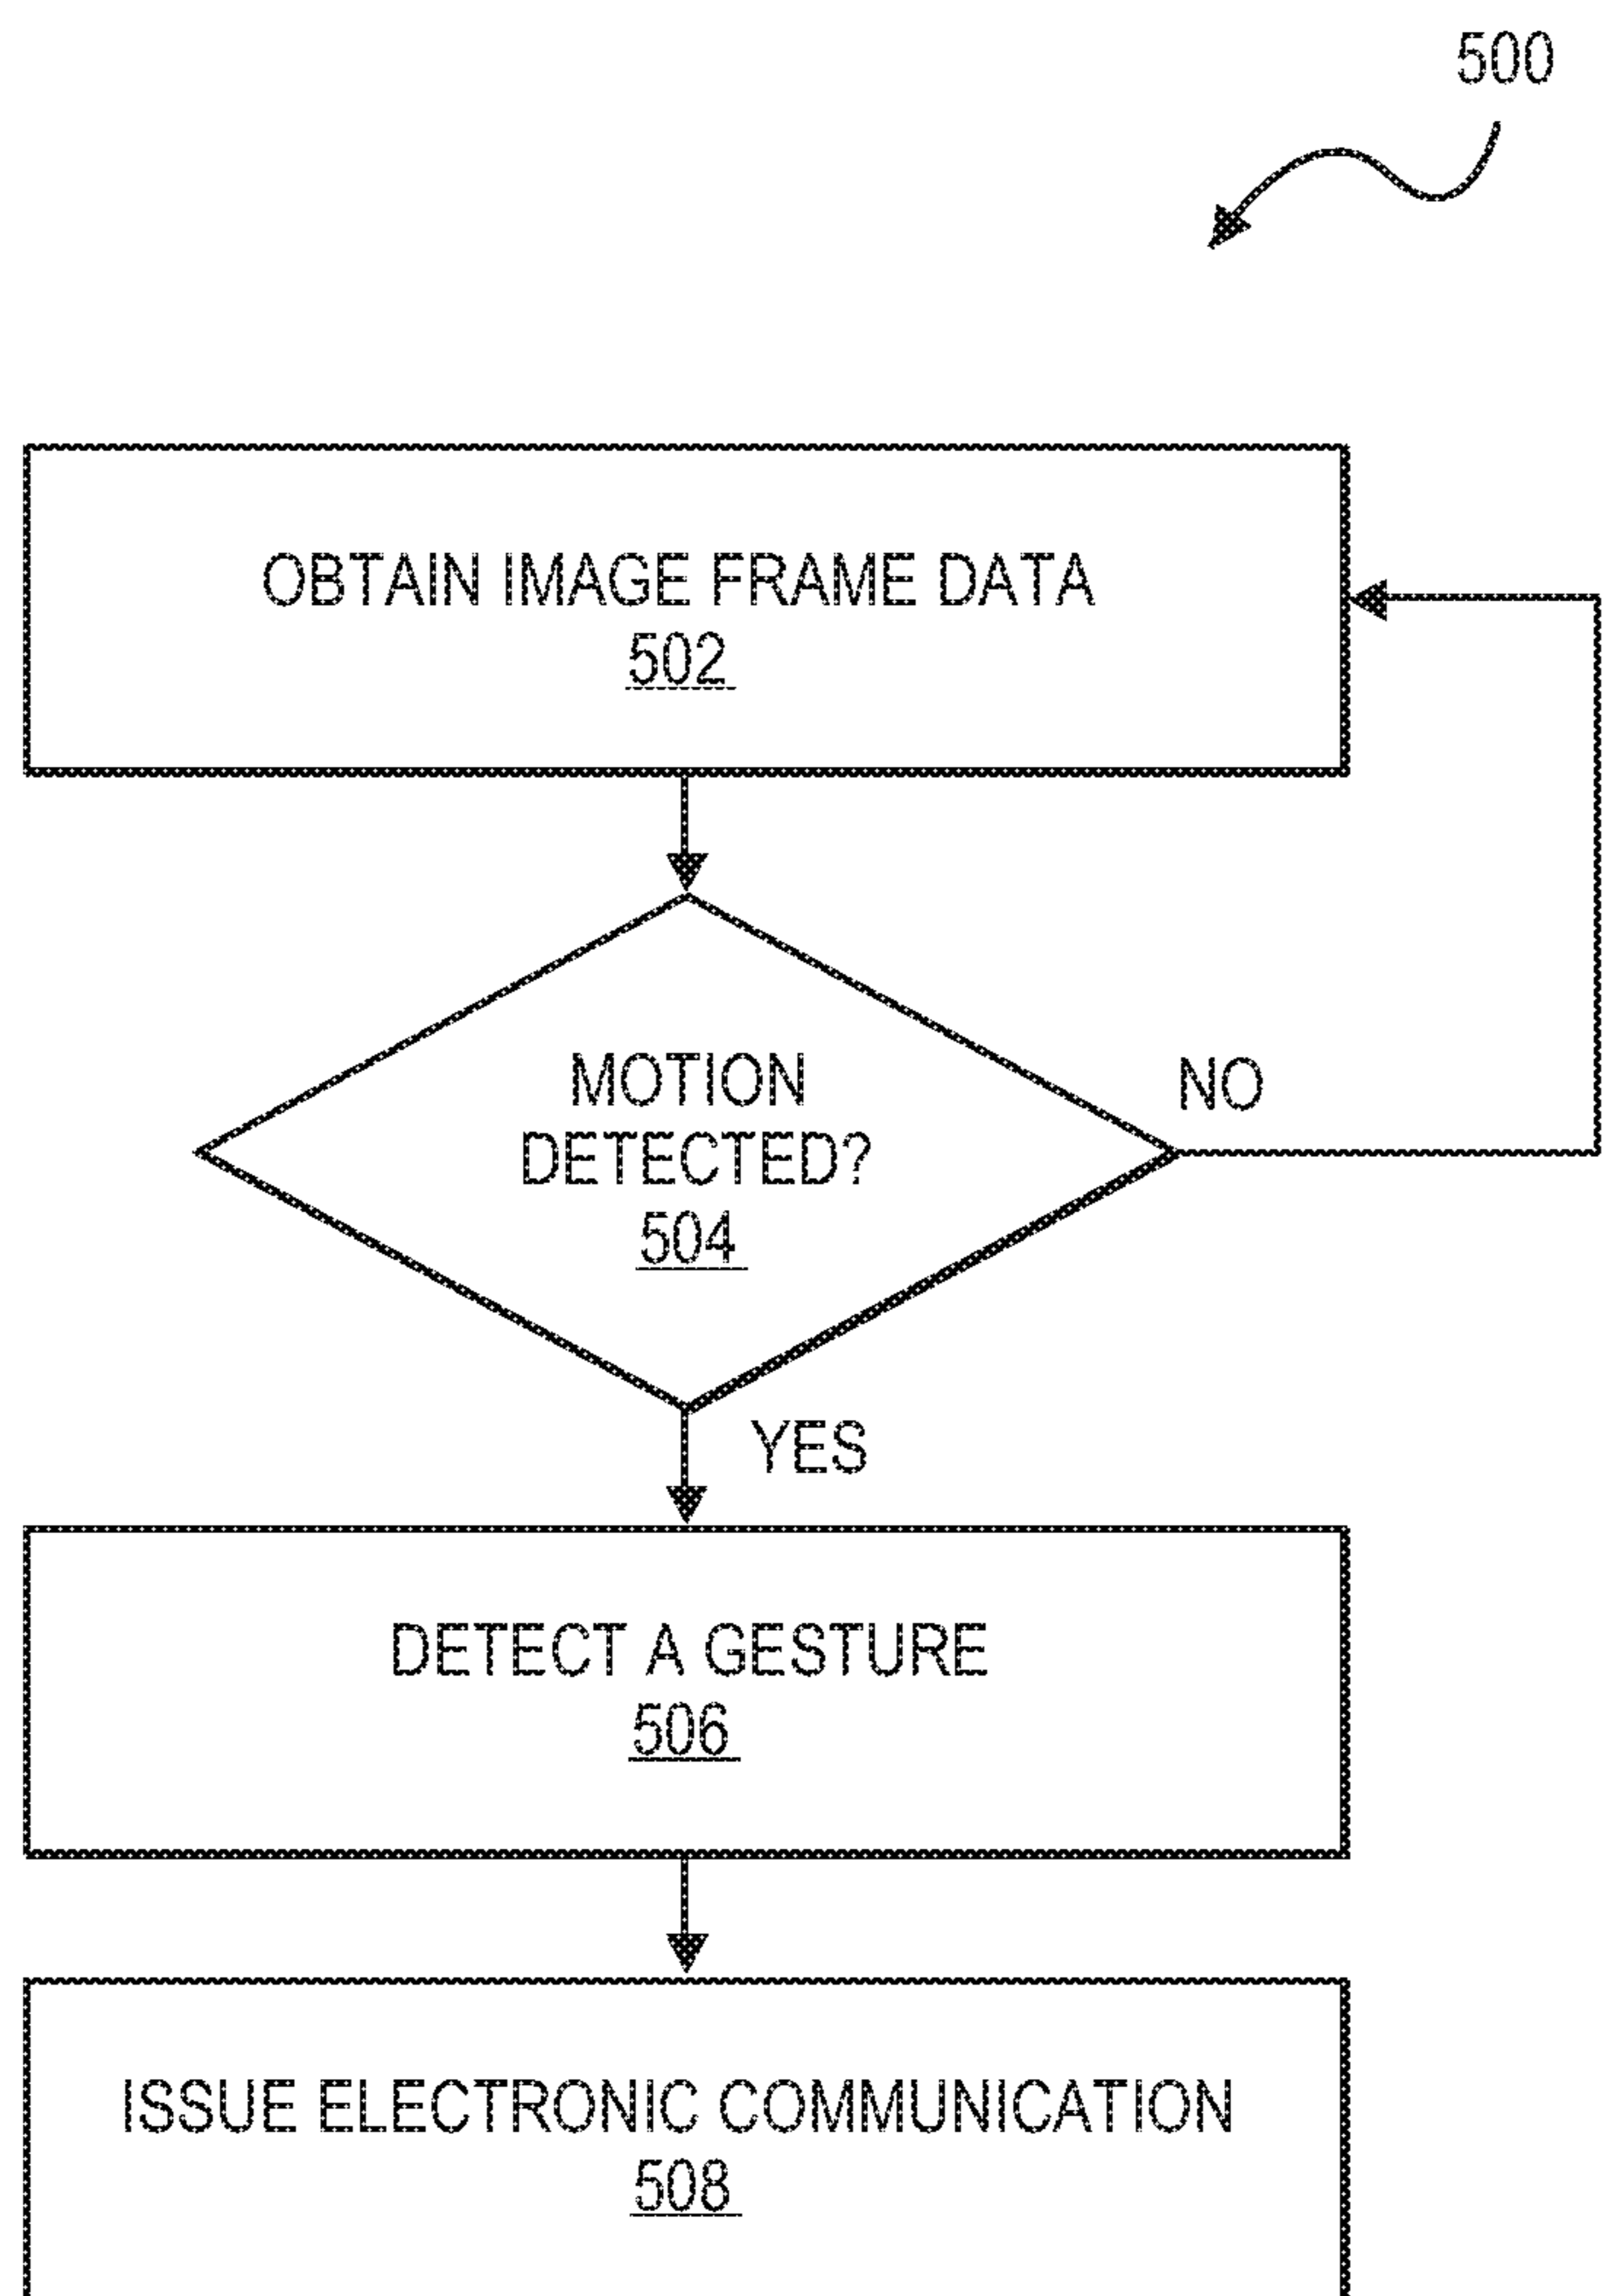 500
OBTAIN IMAGE FRAME DATA
502
MOTION
DETECTED?
504
NO
YES
DETECT A GESTURE
506
ISSUE ELECTRONIC COMMUNICATION
508